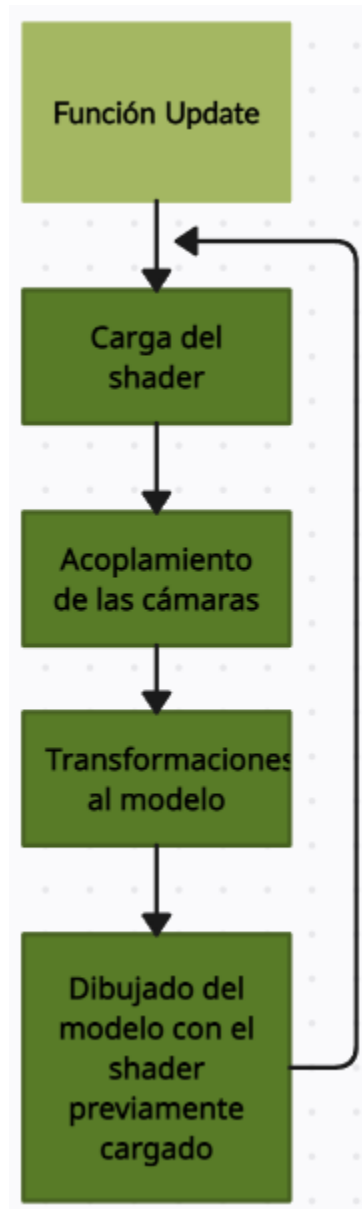 Función Update
Carga del
shader
Acoplamiento
de las cámaras
Transformaciones
al modelo
Dibujado del
modelo con el
shader
previamente
cargado